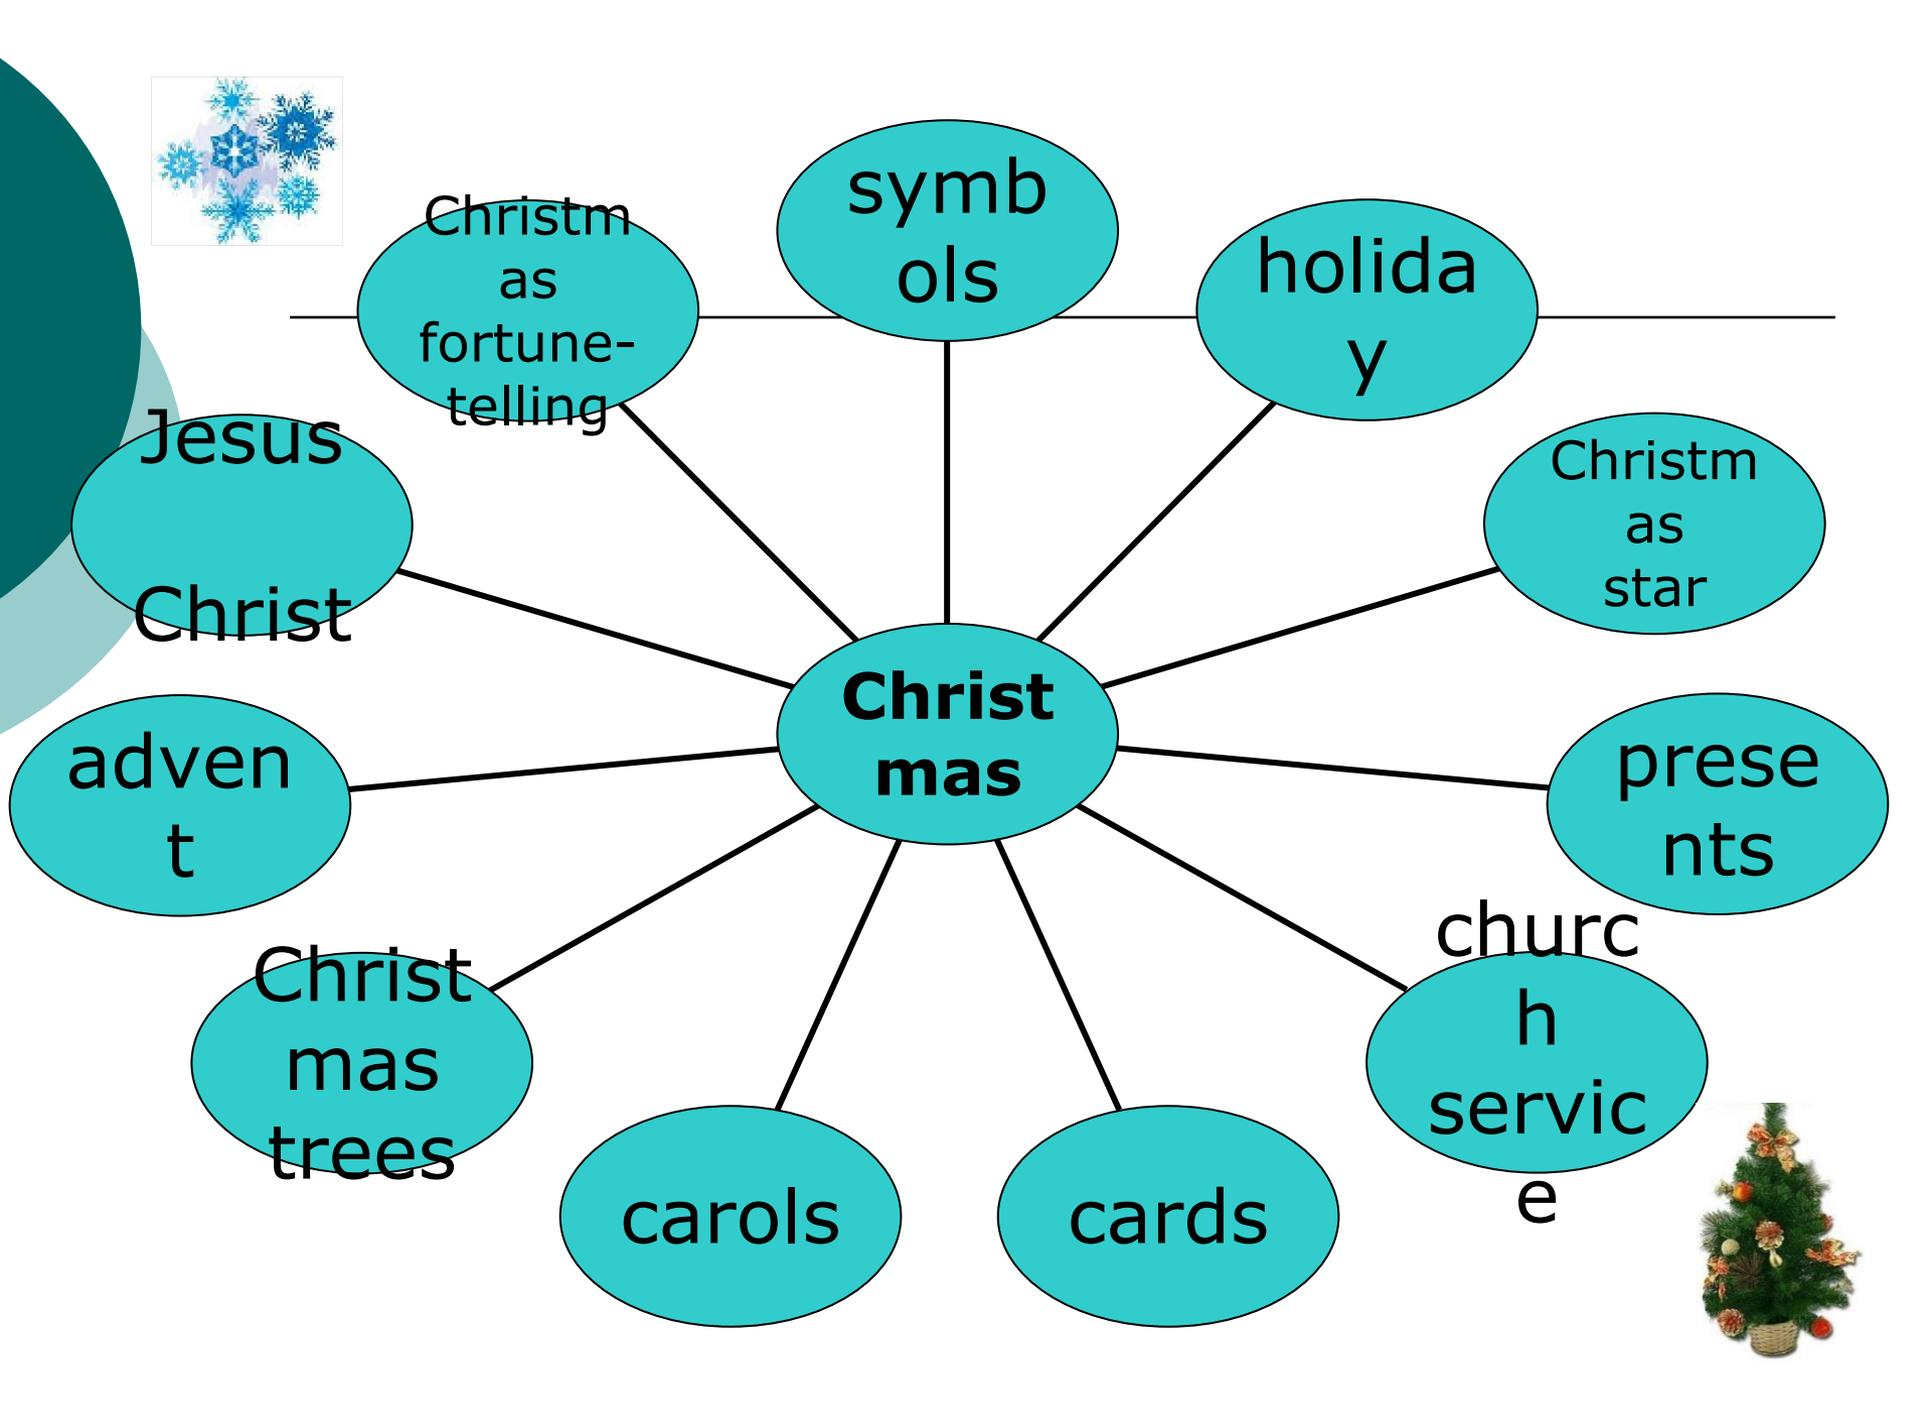 symb
ols
Christm
as
fortune-
telling
holida
y
Jesus
Christ
Christm
as
star
Christ
mas
adven
t
prese
nts
Christ
mas
trees
churc
h
servic
e
carols
cards